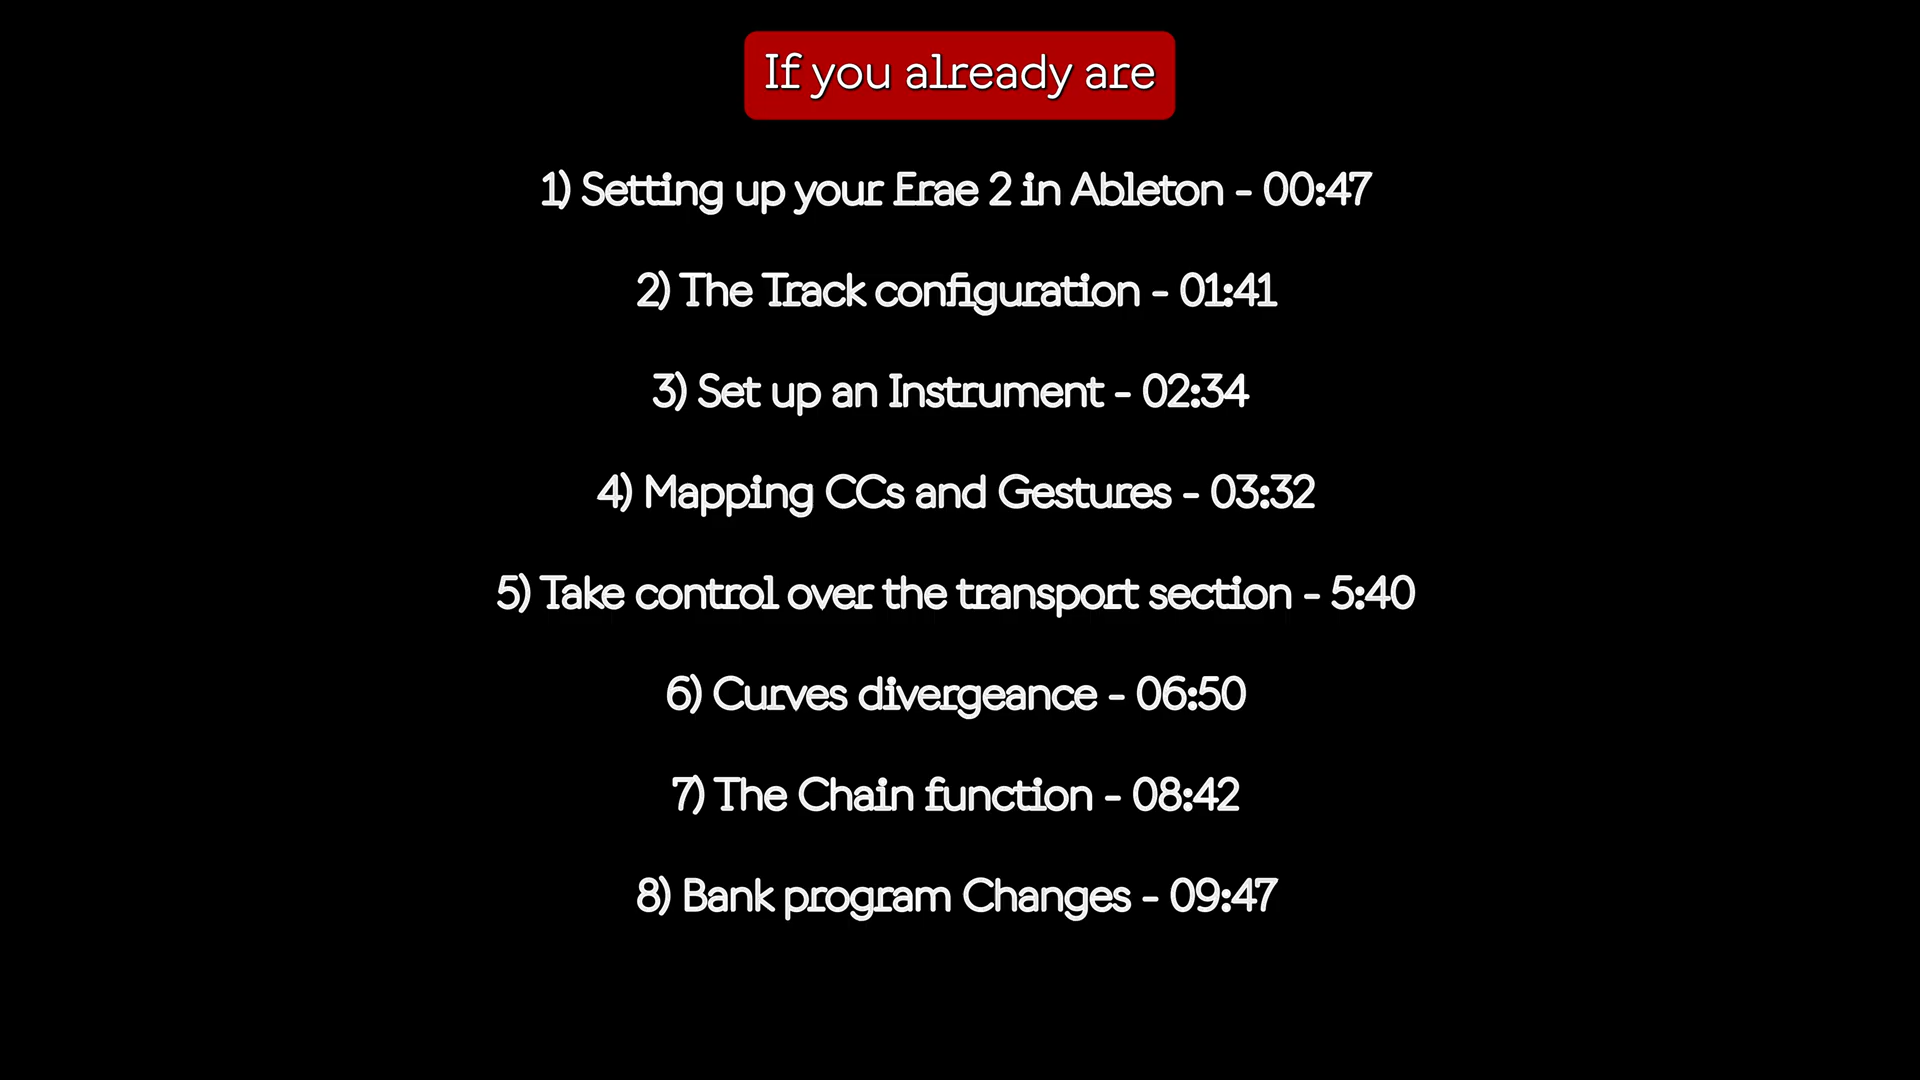 If you already are
1) Setting up your Erae 2 in Ableton - 00:47
2) The Track configuration - 01:41
3) Set up an Instrument - 02:34
4) Mapping CCs and Gestures - 03:32
5) Take control over the transport section - 5:40
6) Curves divergeance - 06:50
7) The Chain function - 08:42
8) Bank program Changes - 09:47